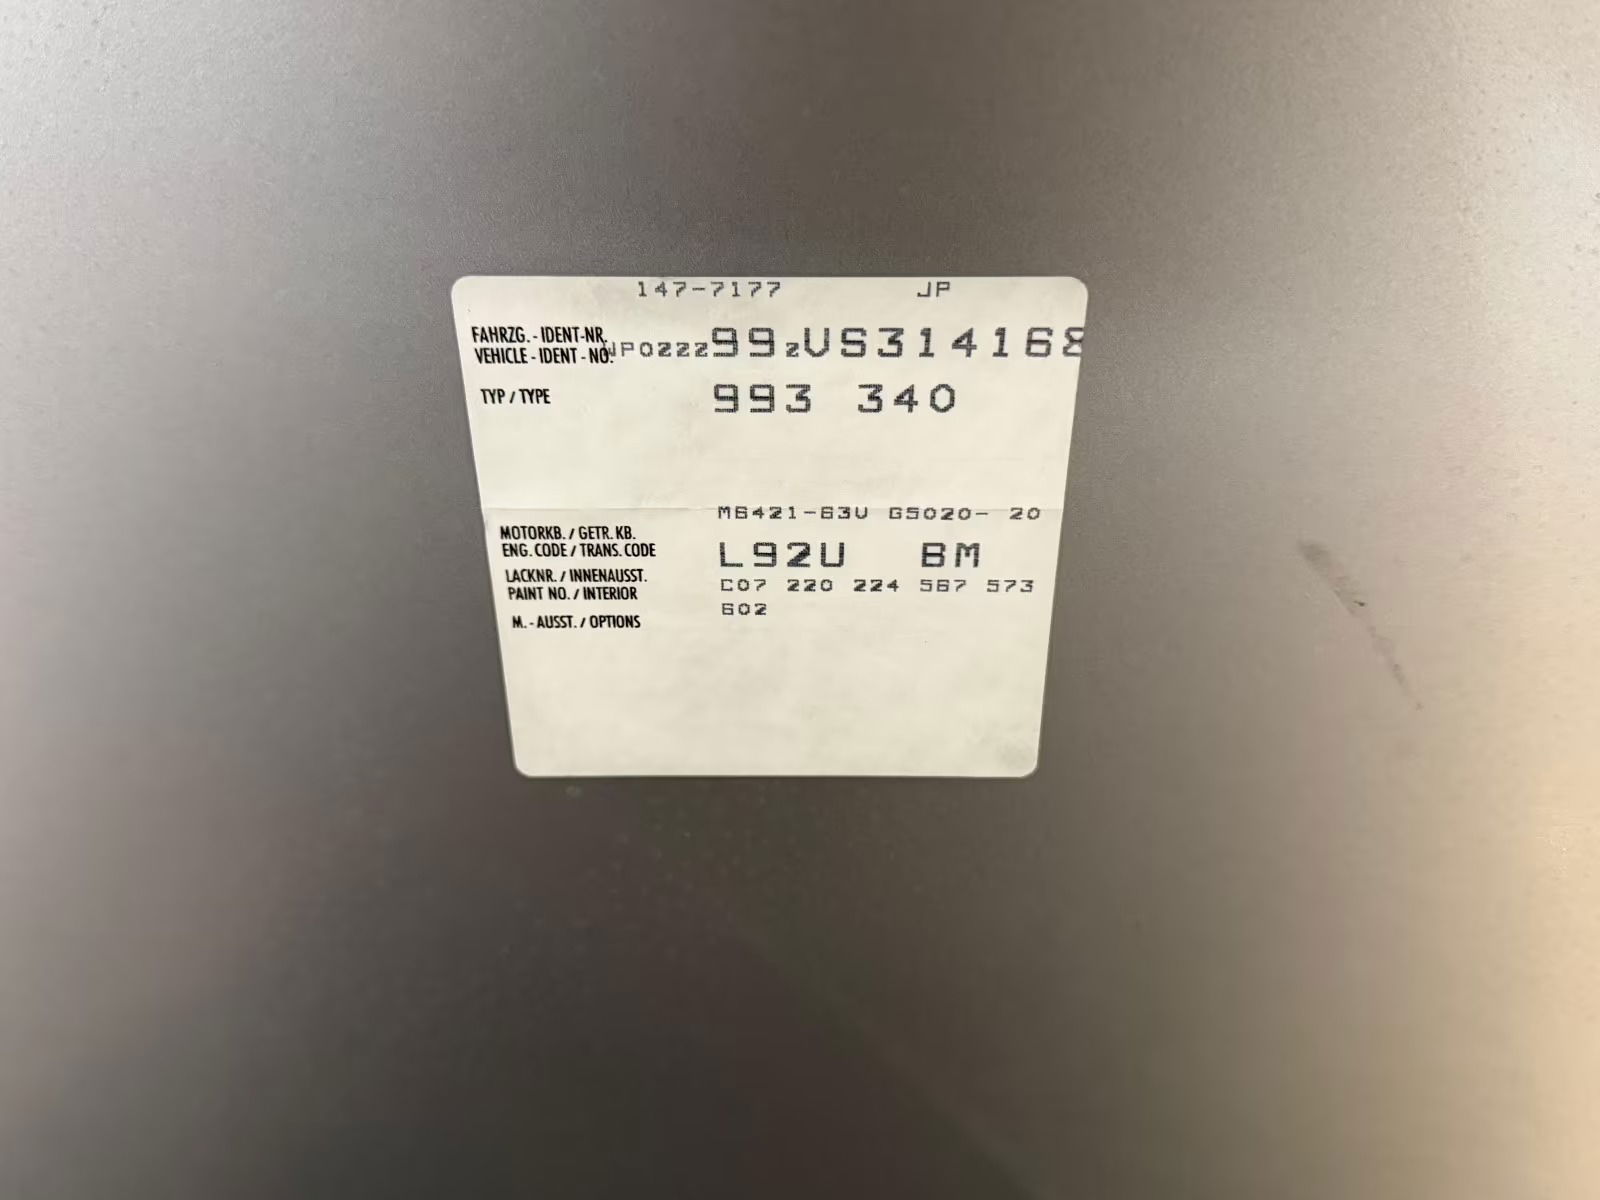 147-7177 JP
FAHRZG.-IDENT-NR.
VEHICLE-IDENT-NO. WP0ZZZ99ZVS314168
TYP / TYPE 993 340
M6421-63V G5020- 20
MOTORKB. / GETR. KB.
ENG. CODE / TRANS. CODE L92U BM
LACKNR. / INNENAUSST. C07 220 224 567 573
PAINT NO. / INTERIOR
602
M.-AUSST. / OPTIONS